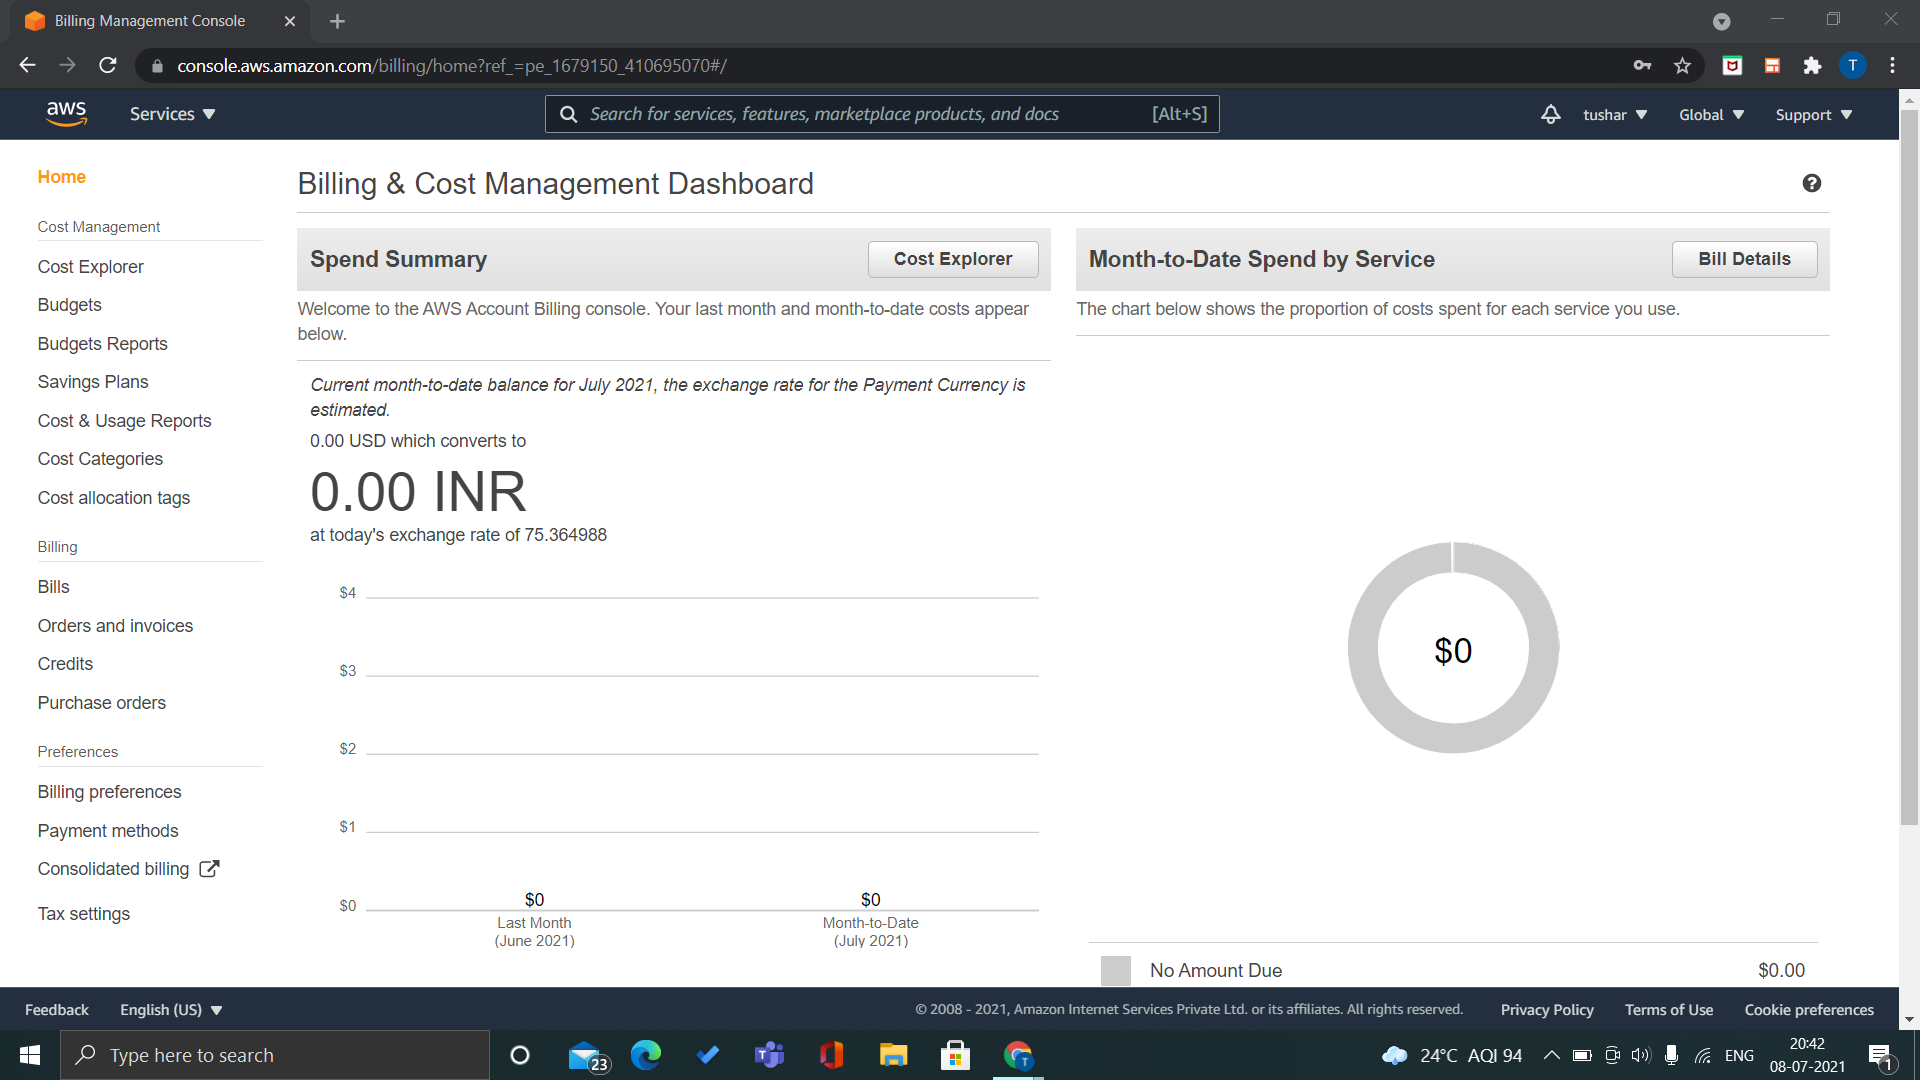 Billing Management Console
console.aws.amazon.com/billing/home?ref_=pe_1679150_410695070#/
T
aws
Services
Search for services, features, marketplace products, and docs
[Alt+S]
tushar
Global
Support
Home
Cost Management
Cost Explorer
Budgets
Budgets Reports
Savings Plans
Cost & Usage Reports
Cost Categories
Cost allocation tags
Billing
Bills
Orders and invoices
Credits
Purchase orders
Preferences
Billing preferences
Payment methods
Consolidated billing
Tax settings
Billing & Cost Management Dashboard
Spend Summary
Cost Explorer
Welcome to the AWS Account Billing console. Your last month and month-to-date costs appear
below.
Current month-to-date balance for July 2021, the exchange rate for the Payment Currency is
estimated.
0.00 USD which converts to
0.00 INR
at today's exchange rate of 75.364988
$4
$3
$2
$1
$0
$0
$0
Last Month
(June 2021)
Month-to-Date
(July 2021)
Month-to-Date Spend by Service
Bill Details
The chart below shows the proportion of costs spent for each service you use.
$0
No Amount Due
$0.00
Feedback
English (US)
© 2008 - 2021, Amazon Internet Services Private Ltd. or its affiliates. All rights reserved.
Privacy Policy
Terms of Use
Cookie preferences
Type here to search
23
T
24°C AQI 94
ENG
20:42
08-07-2021
1